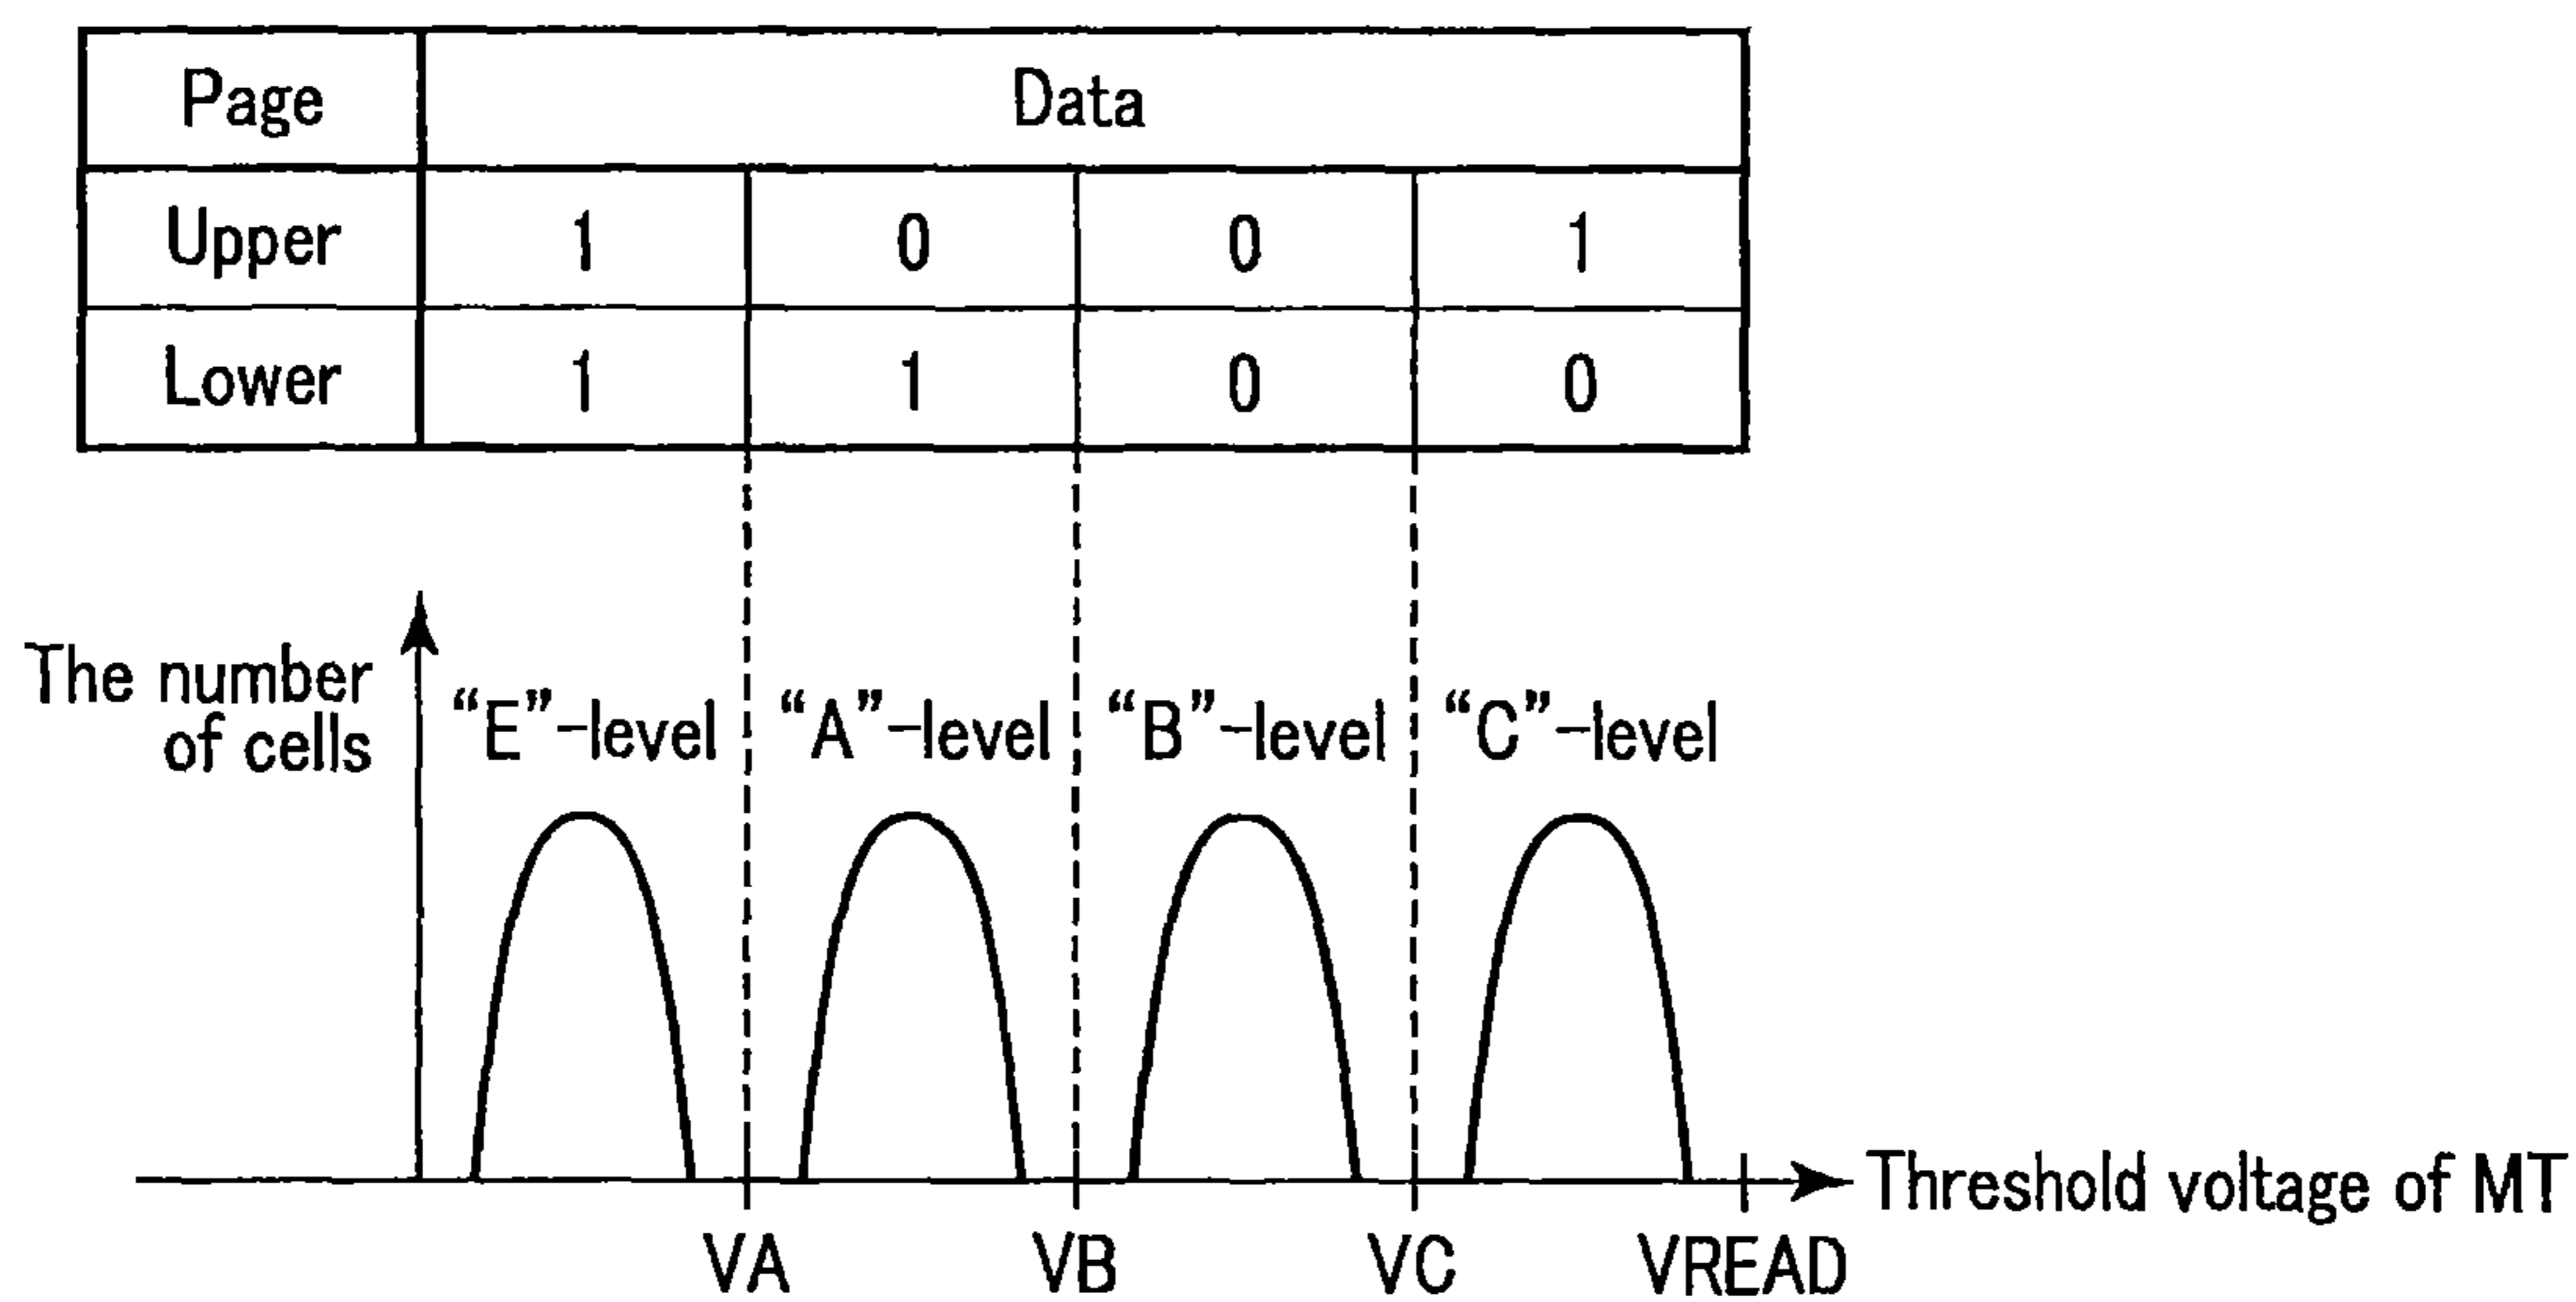 Page Data
Upper 1 0 0 1
Lower 1 1 0 0
The number
of cells
“E”-level “A”-level “B”-level “C”-level
Threshold voltage of MT
VA VB VC VREAD